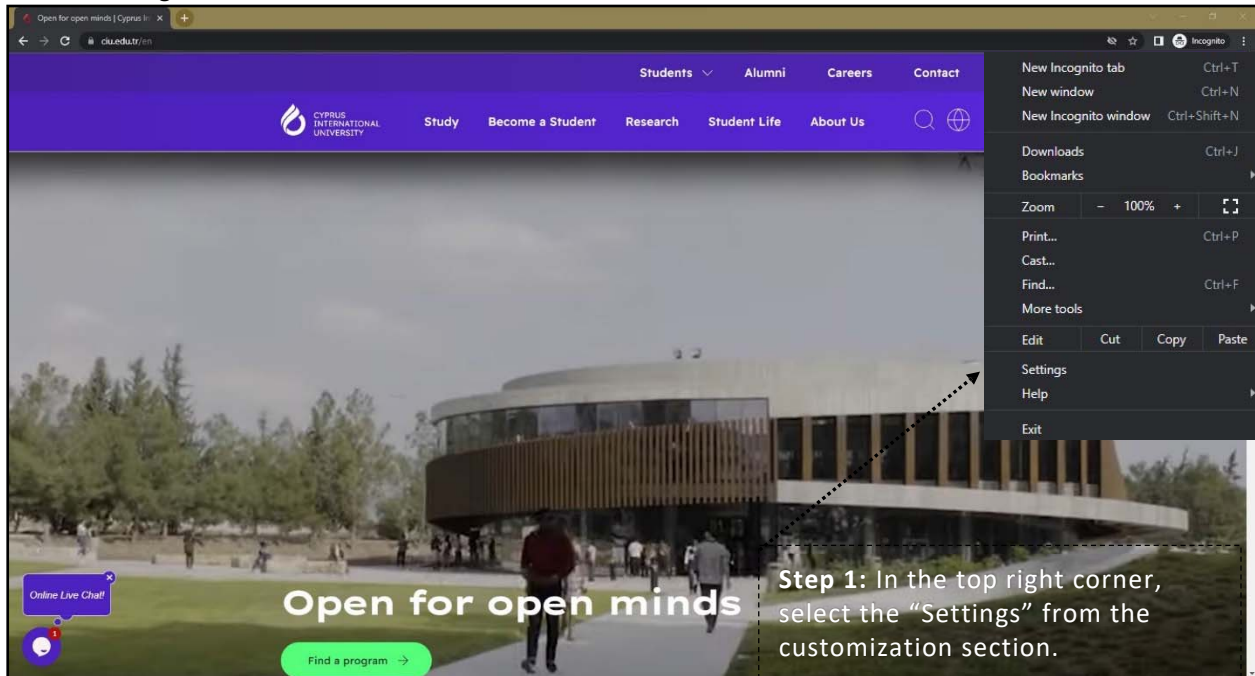 Open for open minds | Cyprus In
ciu.edu.tr/en
Incognito
Students Alumni Careers Contact
CYPRUS
INTERNATIONAL
UNIVERSITY
Study Become a Student Research Student Life About Us
New Incognito tab Ctrl+T
New window Ctrl+N
New Incognito window Ctrl+Shift+N
Downloads Ctrl+J
Bookmarks
Zoom - 100% +
Print... Ctrl+P
Cast...
Find... Ctrl+F
More tools
Edit Cut Copy Paste
Settings
Help
Exit
Step 1: In the top right corner,
select the “Settings” from the
customization section.
Online Live Chat!
1
Open for open minds
Find a program →